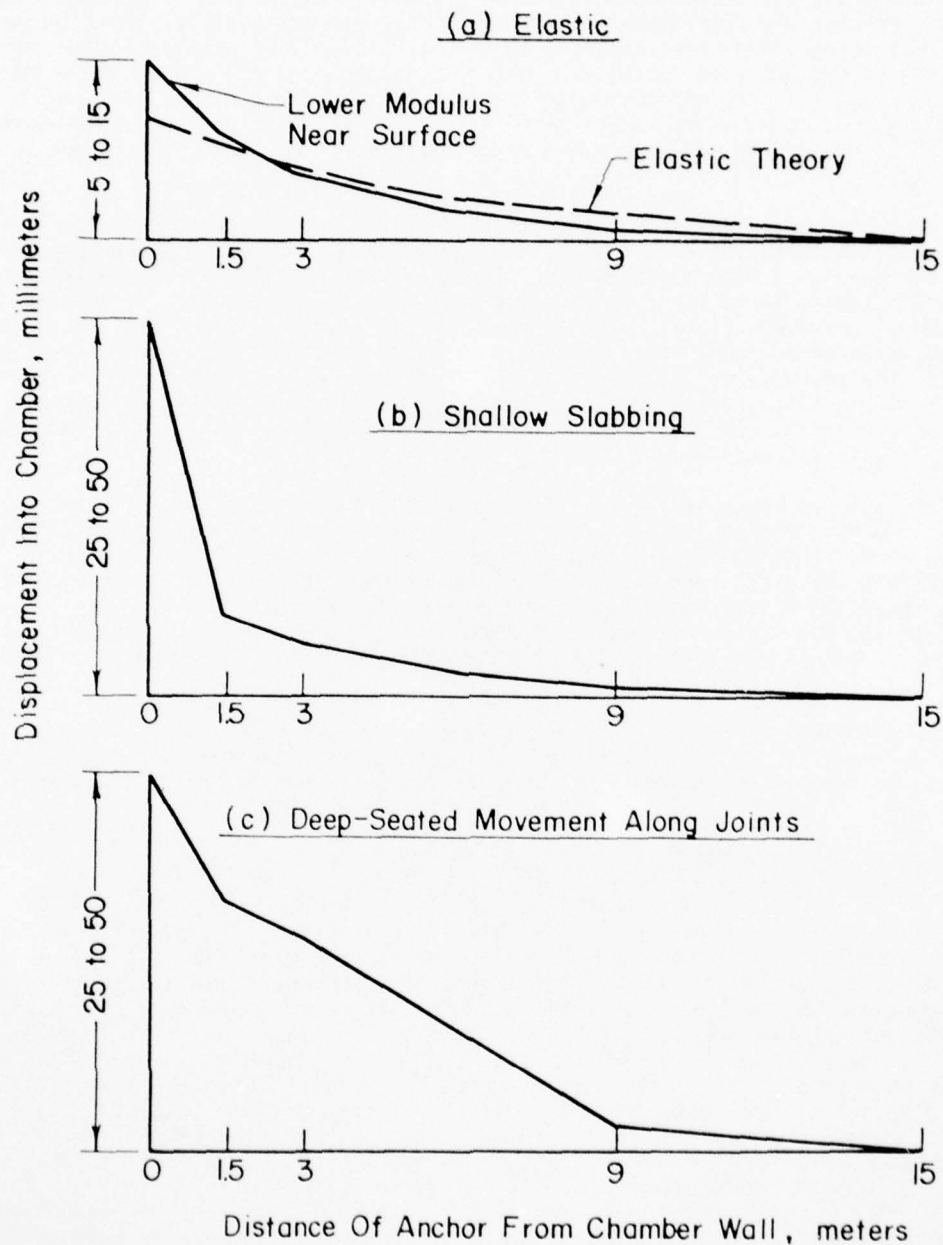 (a) Elastic
Lower Modulus
Near Surface
Elastic Theory
5 to 15
0 1.5 3 9 15
(b) Shallow Slabbing
25 to 50
0 1.5 3 9 15
(c) Deep-Seated Movement Along Joints
25 to 50
0 1.5 3 9 15
Displacement Into Chamber, millimeters
Distance Of Anchor From Chamber Wall, meters